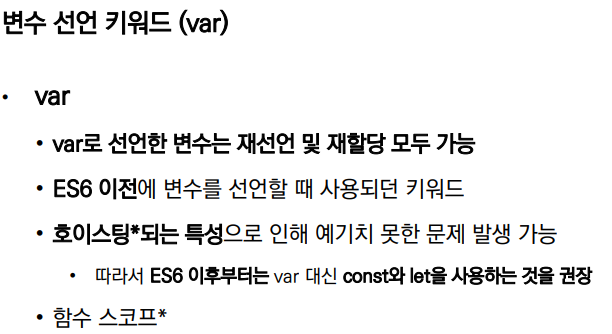 변수 선언 키워드 (var)
• var
• var로 선언한 변수는 재선언 및 재할당 모두 가능
• ES6 이전에 변수를 선언할 때 사용되던 키워드
• 호이스팅*되는 특성으로 인해 예기치 못한 문제 발생 가능
• 따라서 ES6 이후부터는 var 대신 const와 let을 사용하는 것을 권장
• 함수 스코프*